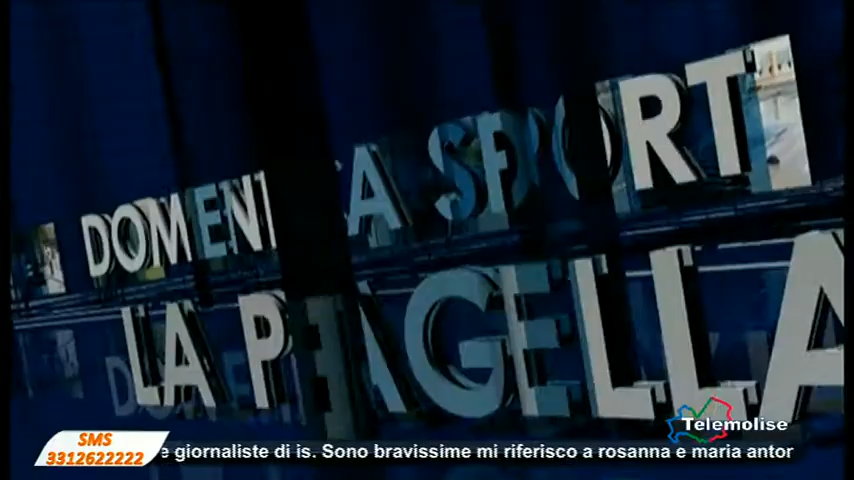 DOMENICA SPORT
LA PAGELLA
Telemolise
SMS
3312622222
e giornaliste di is. Sono bravissime mi riferisco a rosanna e maria antor